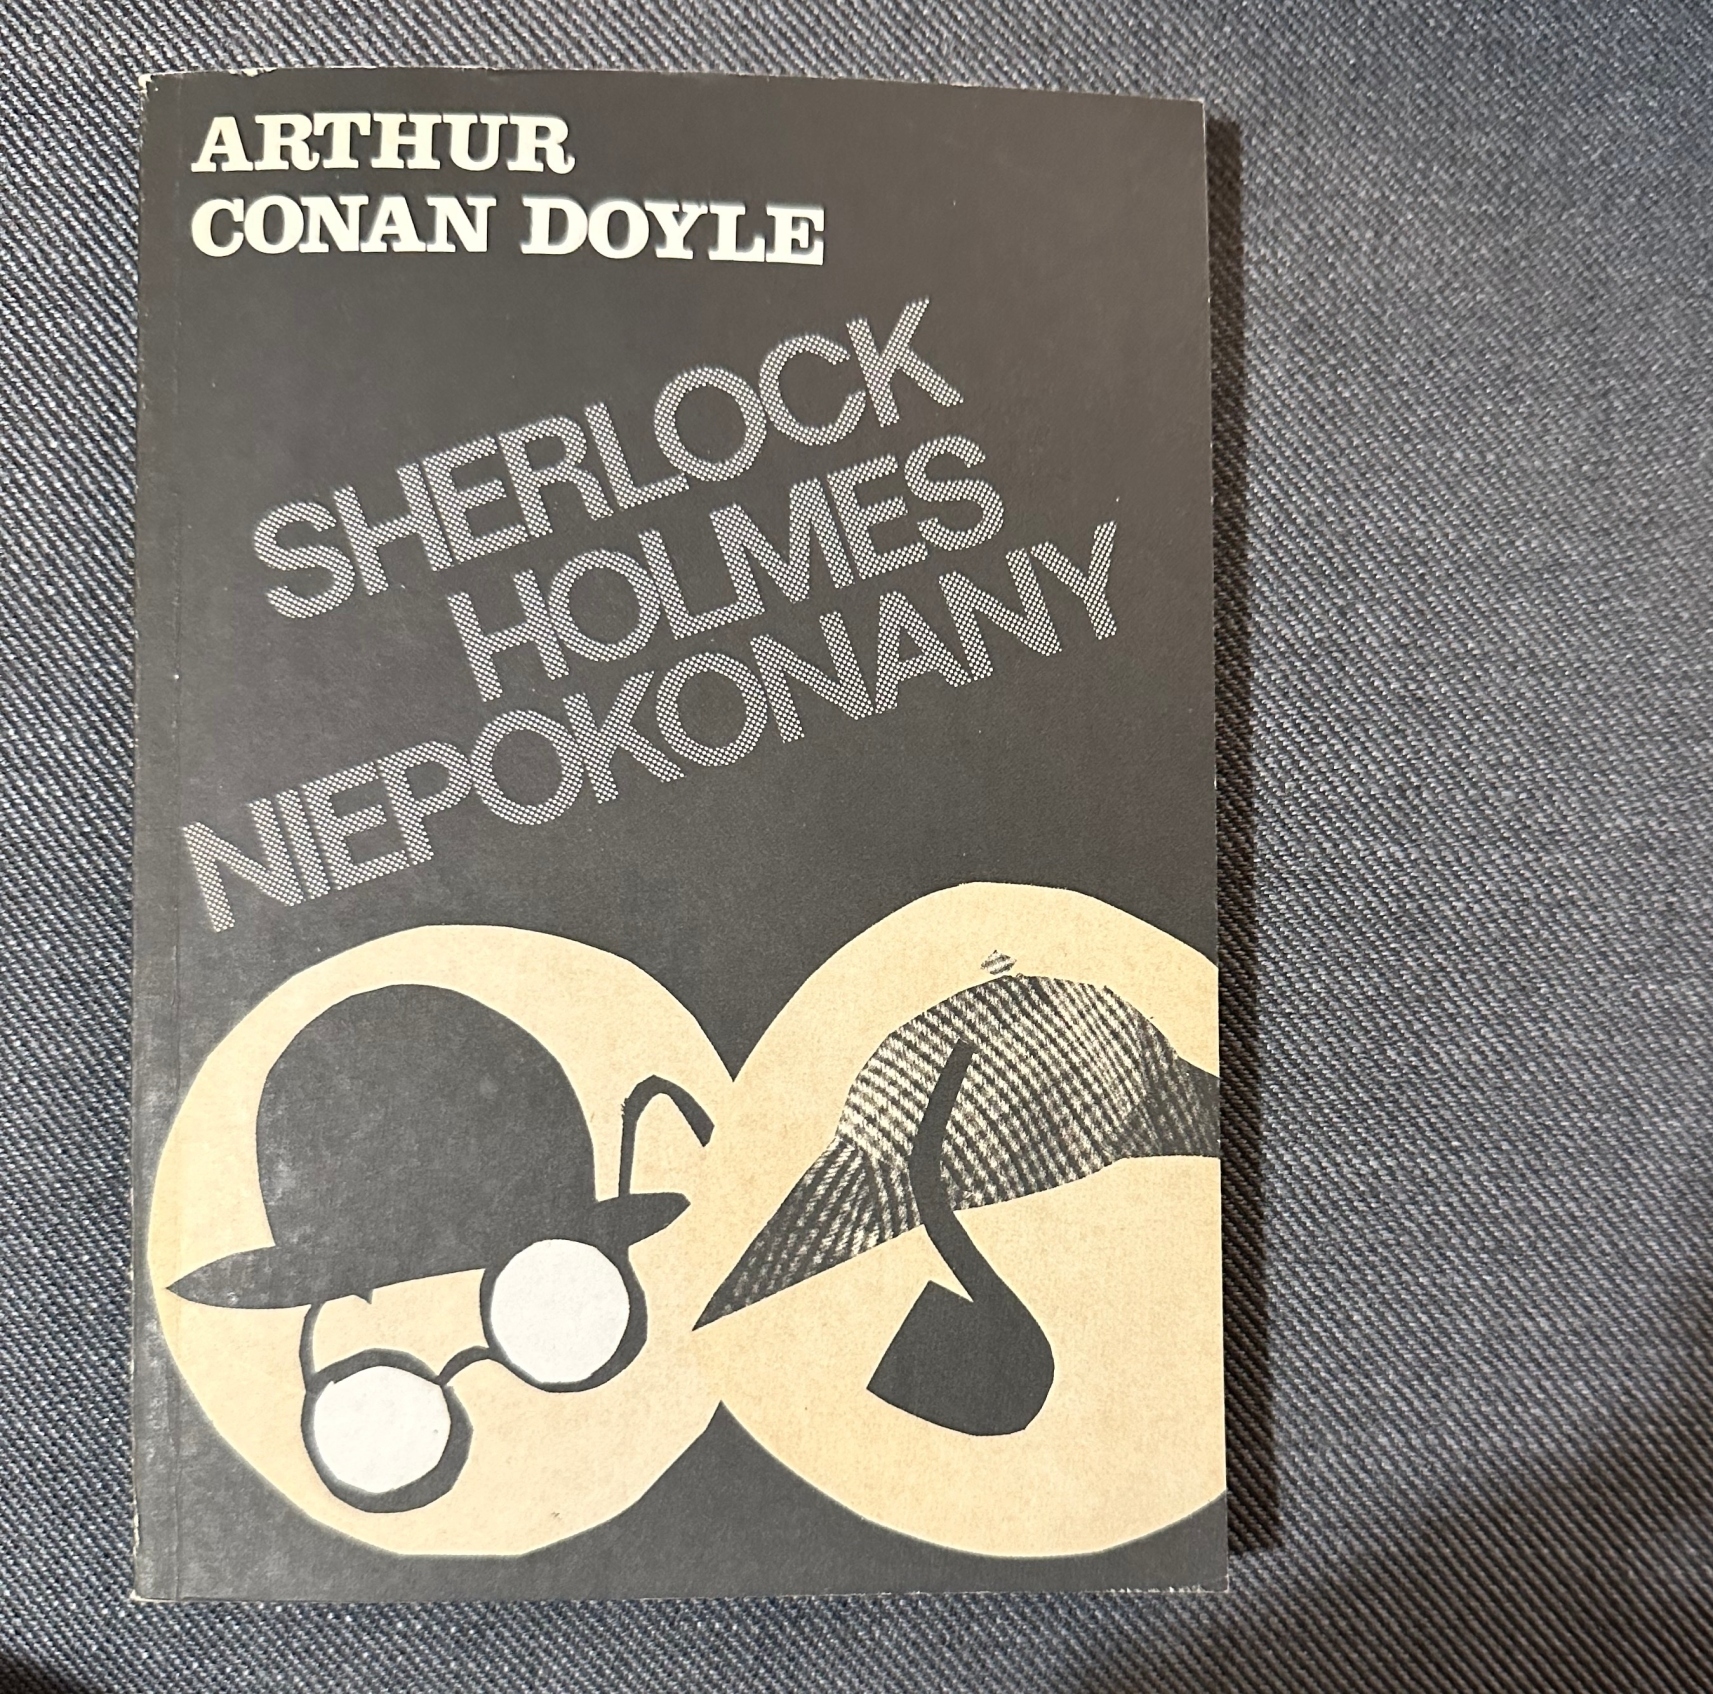 ARTHUR
CONAN DOYLE
SHERLOCK
HOLMES
NIEPOKONANY